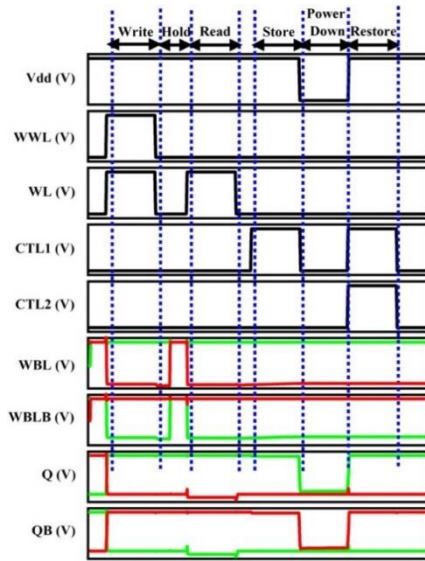 Power
Write Hold Read Store Down Restore
Vdd (V)
WWL (V)
WL (V)
CTL1 (V)
CTL2 (V)
WBL (V)
WBLB (V)
Q (V)
QB (V)